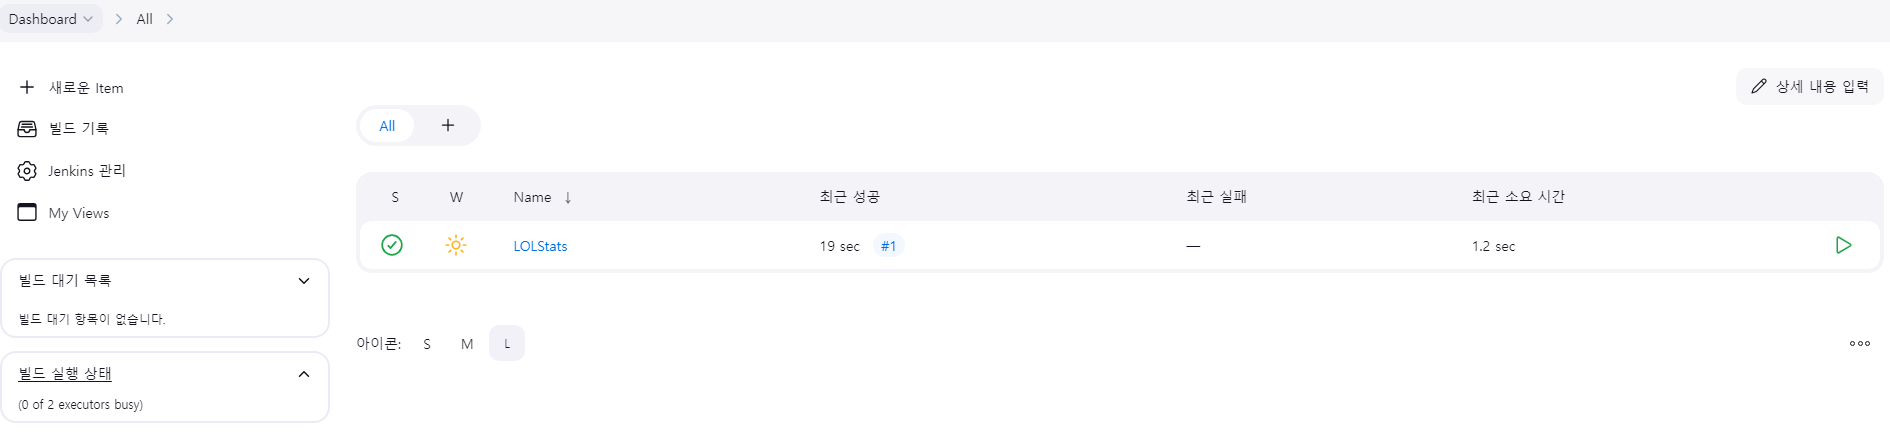 Dashboard
All
새로운 Item
빌드 기록
Jenkins 관리
My Views
빌드 대기 목록
빌드 대기 항목이 없습니다.
빌드 실행 상태
(0 of 2 executors busy)
상세 내용 입력
All +
S W Name ↓ 최근 성공 최근 실패 최근 소요 시간
LOLStats 19 sec #1 — 1.2 sec
아이콘: S M L